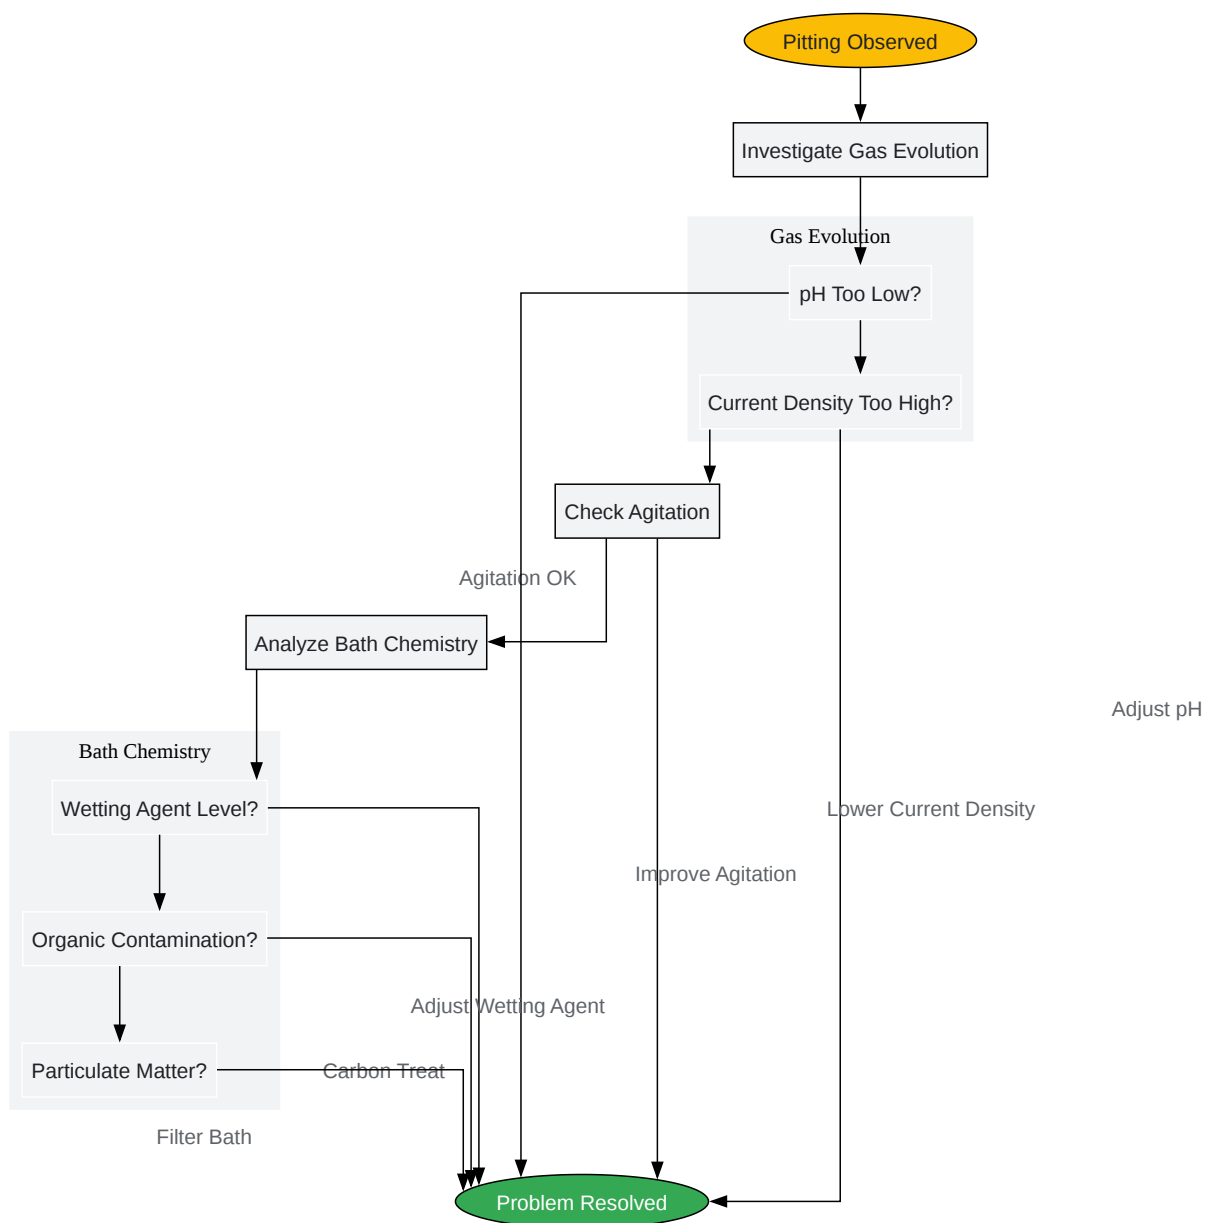 Pitting Observed
Investigate Gas Evolution
Gas Evolution
pH Too Low?
Current Density Too High?
Check Agitation
Agitation OK
Analyze Bath Chemistry
Adjust pH
Bath Chemistry
Wetting Agent Level?
Lower Current Density
Improve Agitation
Organic Contamination?
Adjust Wetting Agent
Particulate Matter?
Carbon Treat
Filter Bath
Problem Resolved